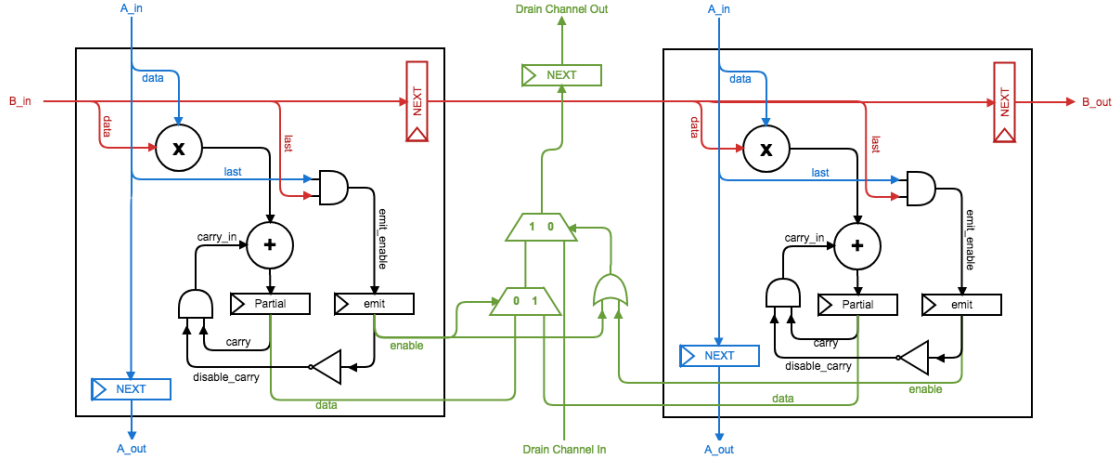 A_in
Drain Channel Out
A_in
data
NEXT
data
B_in
NEXT
NEXT
B_out
data
last
data
last
X
X
last
last
emit_enable
emit_enable
1 0
carry_in
+
carry_in
+
Partial
emit
0 1
Partial
emit
carry
enable
carry
NEXT
disable_carry
disable_carry
NEXT
enable
data
data
A_out
Drain Channel In
A_out